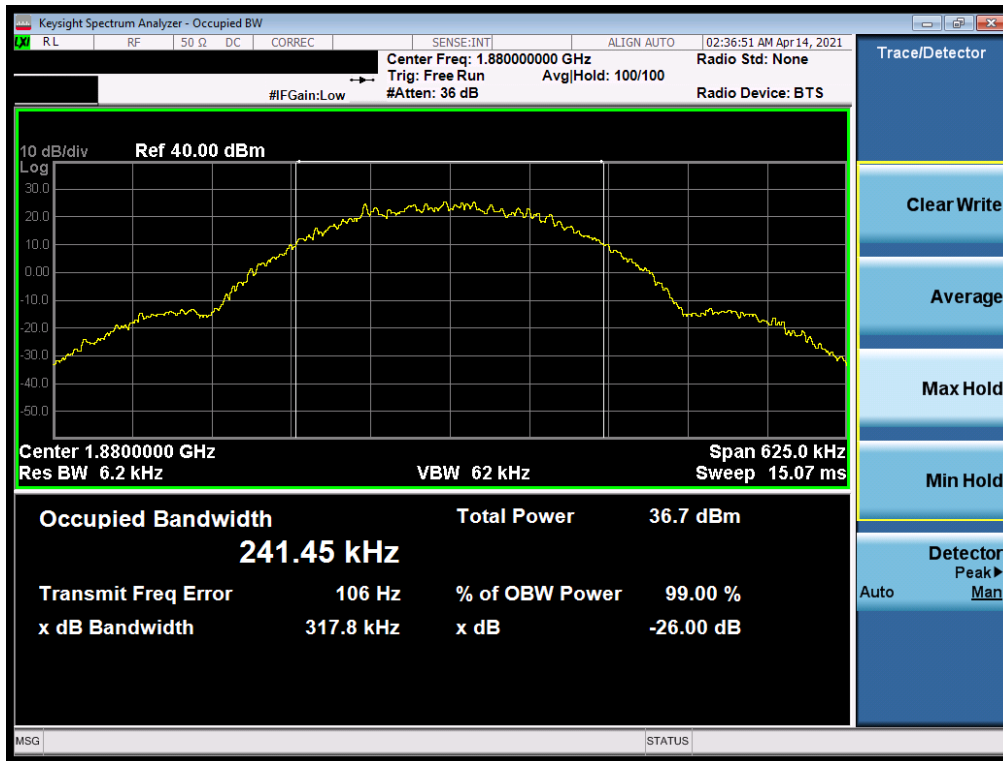 Keysight Spectrum Analyzer - Occupied BW
LXI RL RF 50 Ω DC CORREC SENSE:INT ALIGN AUTO 02:36:51 AM Apr 14, 2021
Center Freq: 1.880000000 GHz Radio Std: None
Trig: Free Run Avg|Hold: 100/100
#IFGain:Low #Atten: 36 dB Radio Device: BTS
10 dB/div Ref 40.00 dBm
Log
30.0
20.0
10.0
0.00
-10.0
-20.0
-30.0
-40.0
-50.0
Center 1.8800000 GHz Span 625.0 kHz
Res BW 6.2 kHz VBW 62 kHz Sweep 15.07 ms
Occupied Bandwidth Total Power 36.7 dBm
241.45 kHz
Transmit Freq Error 106 Hz % of OBW Power 99.00 %
x dB Bandwidth 317.8 kHz x dB -26.00 dB
MSG STATUS
Trace/Detector
Clear Write
Average
Max Hold
Min Hold
Detector
Peak▶
Auto Man